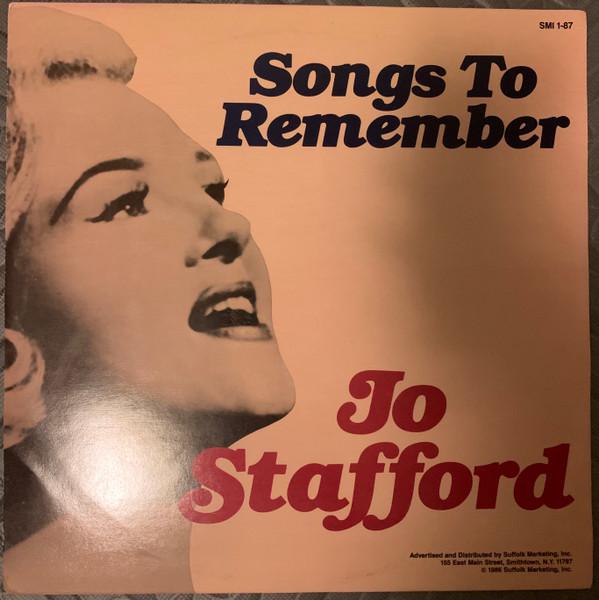 SMI 1-87
Songs To
Remember
Jo
Stafford
Advertised and Distributed by Suffolk Marketing, Inc.
155 East Main Street, Smithtown, N.Y. 11787
© 1986 Suffolk Marketing, Inc.